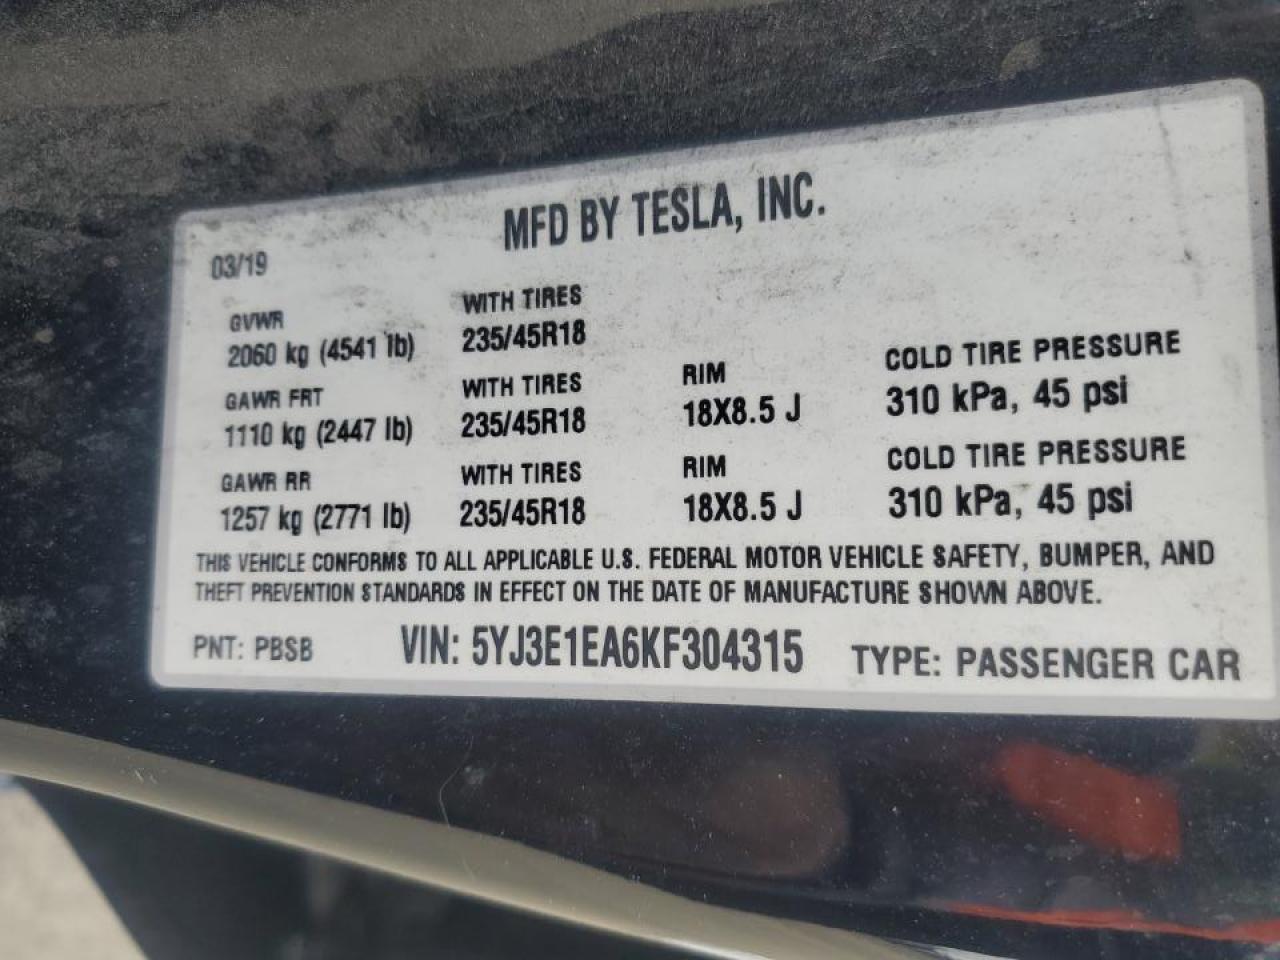 MFD BY TESLA, INC.
03/19
GVWR WITH TIRES
2060 kg (4541 lb) 235/45R18
GAWR FRT WITH TIRES RIM COLD TIRE PRESSURE
1110 kg (2447 lb) 235/45R18 18X8.5 J 310 kPa, 45 psi
GAWR RR WITH TIRES RIM COLD TIRE PRESSURE
1257 kg (2771 lb) 235/45R18 18X8.5 J 310 kPa, 45 psi
THIS VEHICLE CONFORMS TO ALL APPLICABLE U.S. FEDERAL MOTOR VEHICLE SAFETY, BUMPER, AND
THEFT PREVENTION STANDARDS IN EFFECT ON THE DATE OF MANUFACTURE SHOWN ABOVE.
PNT: PBSB VIN: 5YJ3E1EA6KF304315 TYPE: PASSENGER CAR